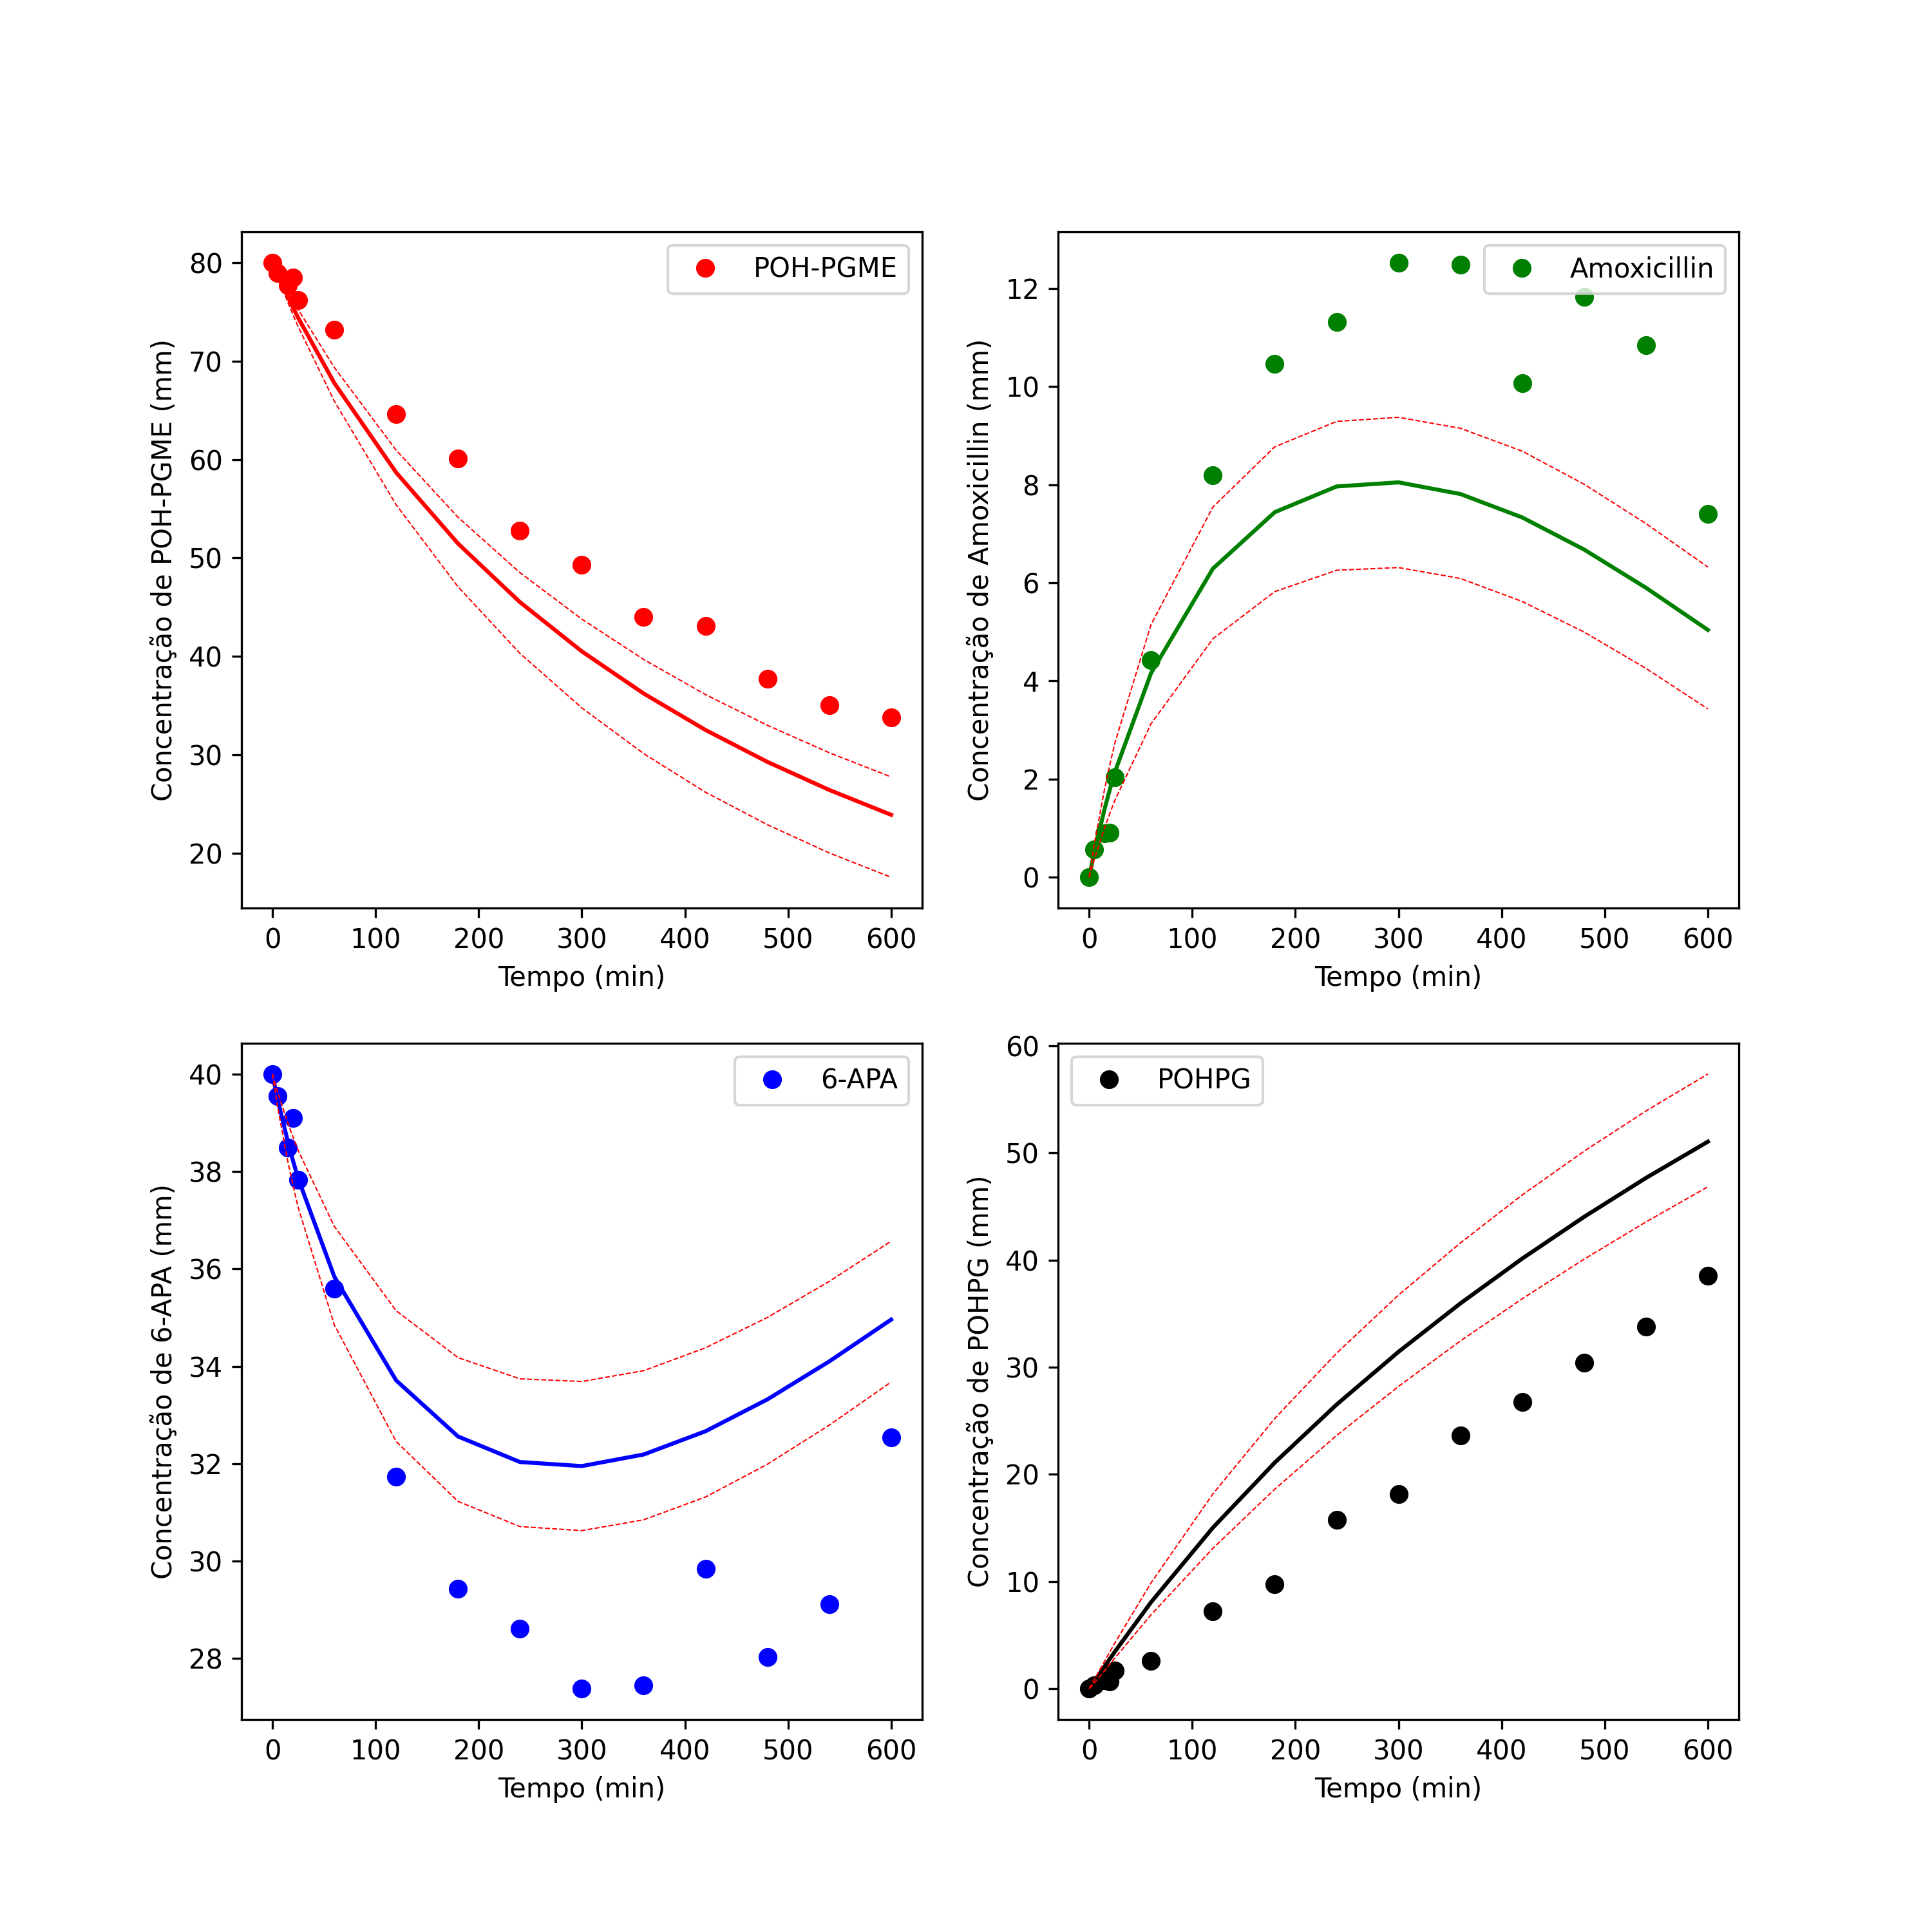 POH-PGME
Concentração de POH-PGME (mm)
80
70
60
50
40
30
20
0 100 200 300 400 500 600
Tempo (min)
Amoxicillin
Concentração de Amoxicillin (mm)
12
10
8
6
4
2
0
0 100 200 300 400 500 600
Tempo (min)
6-APA
Concentração de 6-APA (mm)
40
38
36
34
32
30
28
0 100 200 300 400 500 600
Tempo (min)
POHPG
Concentração de POHPG (mm)
60
50
40
30
20
10
0
0 100 200 300 400 500 600
Tempo (min)